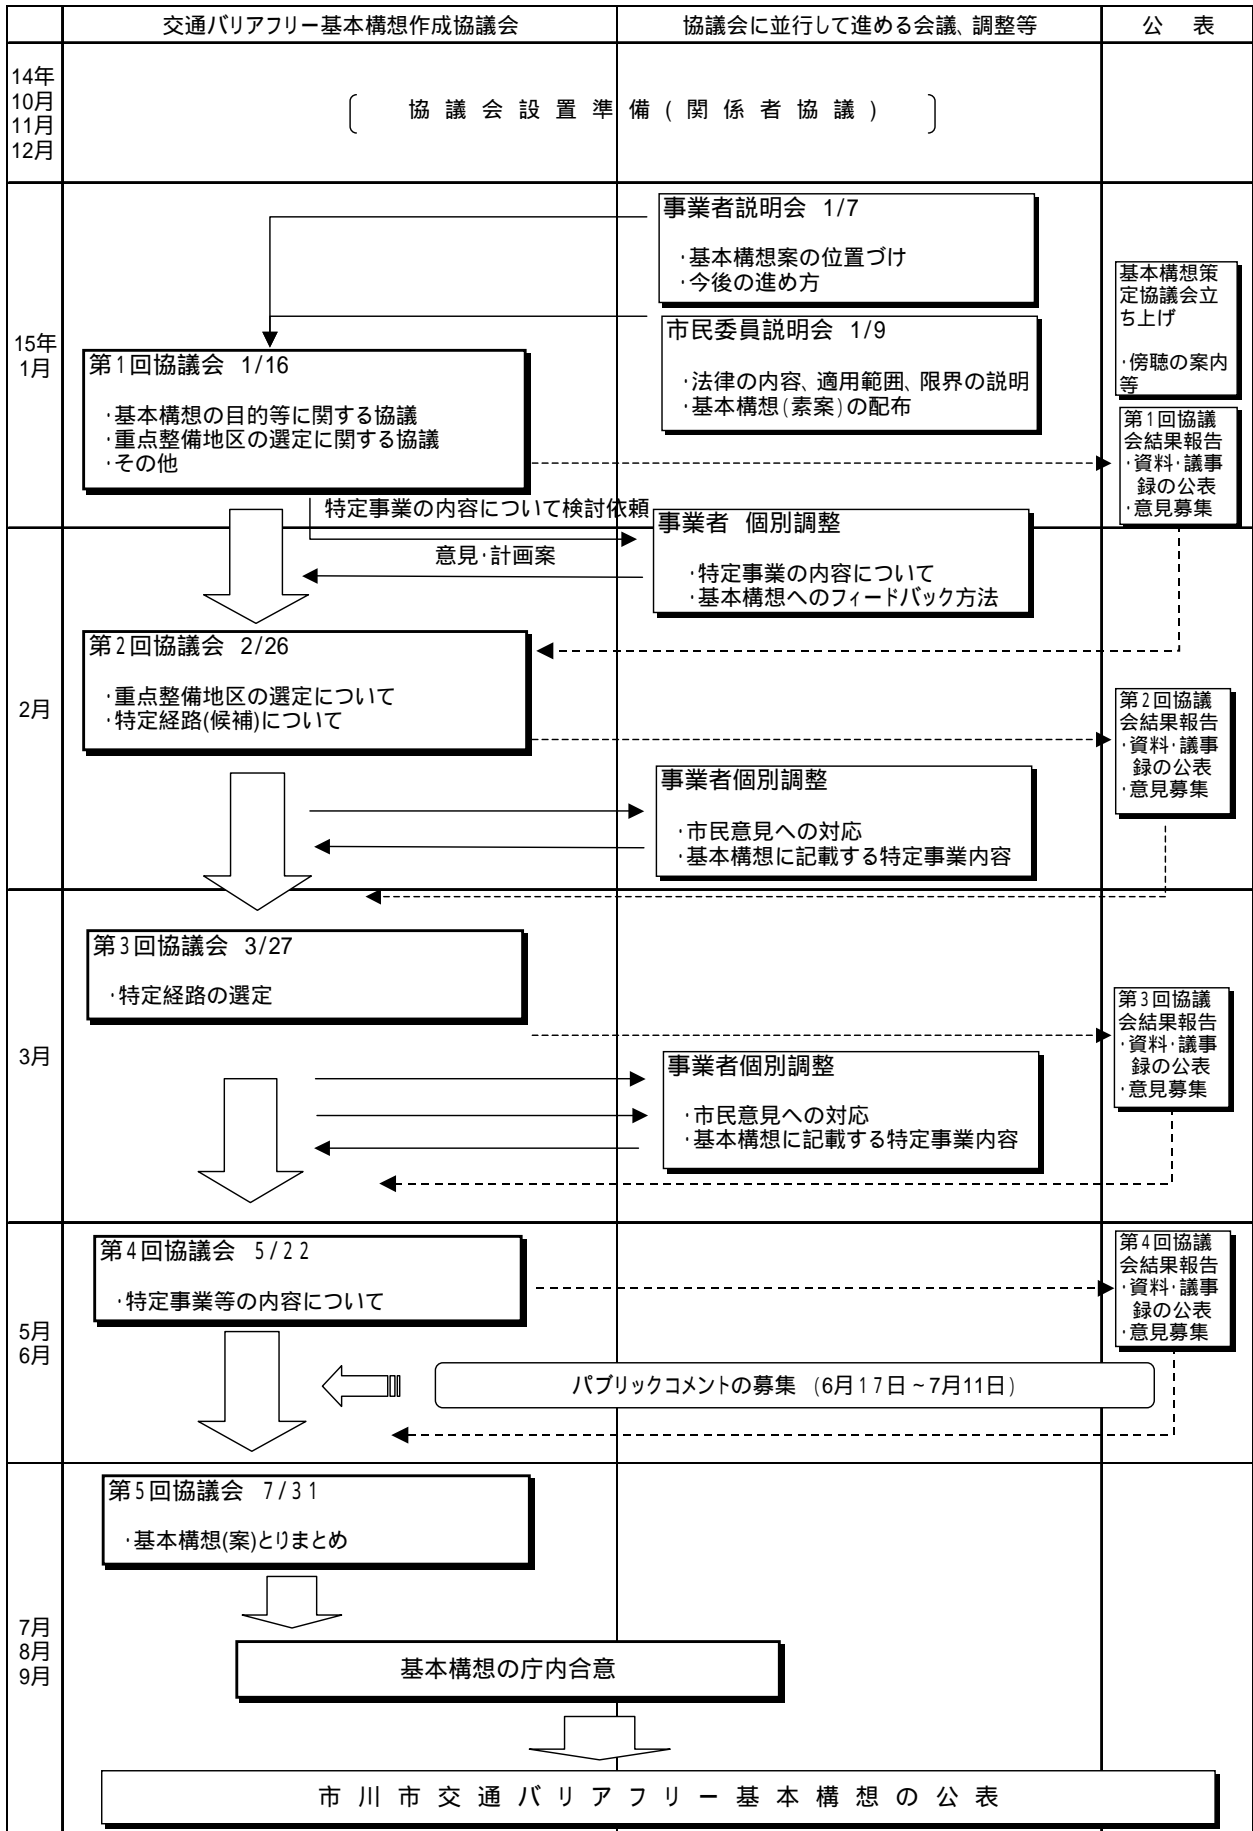 交通バリアフリー基本構想作成協議会
協議会に並行して進める会議、調整等
公　表
14年
10月
11月
12月
協議会設置準備(関係者協議)
15年
1月
事業者説明会 1/7
･基本構想案の位置づけ
･今後の進め方
市民委員説明会 1/9
･法律の内容、適用範囲、限界の説明
･基本構想(素案)の配布
基本構想策
定協議会立
ち上げ
･傍聴の案内
等
第1回協議会 1/16
･基本構想の目的等に関する協議
･重点整備地区の選定に関する協議
･その他
第1回協議
会結果報告
･資料･議事
録の公表
･意見募集
特定事業の内容について検討依頼
意見･計画案
事業者 個別調整
･特定事業の内容について
･基本構想へのフィードバック方法
2月
第2回協議会 2/26
･重点整備地区の選定について
･特定経路(候補)について
第2回協議
会結果報告
･資料･議事
録の公表
･意見募集
事業者個別調整
･市民意見への対応
･基本構想に記載する特定事業内容
3月
第3回協議会 3/27
･特定経路の選定
第3回協議
会結果報告
･資料･議事
録の公表
･意見募集
事業者個別調整
･市民意見への対応
･基本構想に記載する特定事業内容
5月
6月
第4回協議会 5/22
･特定事業等の内容について
第4回協議
会結果報告
･資料･議事
録の公表
･意見募集
パブリックコメントの募集 (6月17日~7月11日)
7月
8月
9月
第5回協議会 7/31
･基本構想(案)とりまとめ
基本構想の庁内合意
市川市交通バリアフリー基本構想の公表